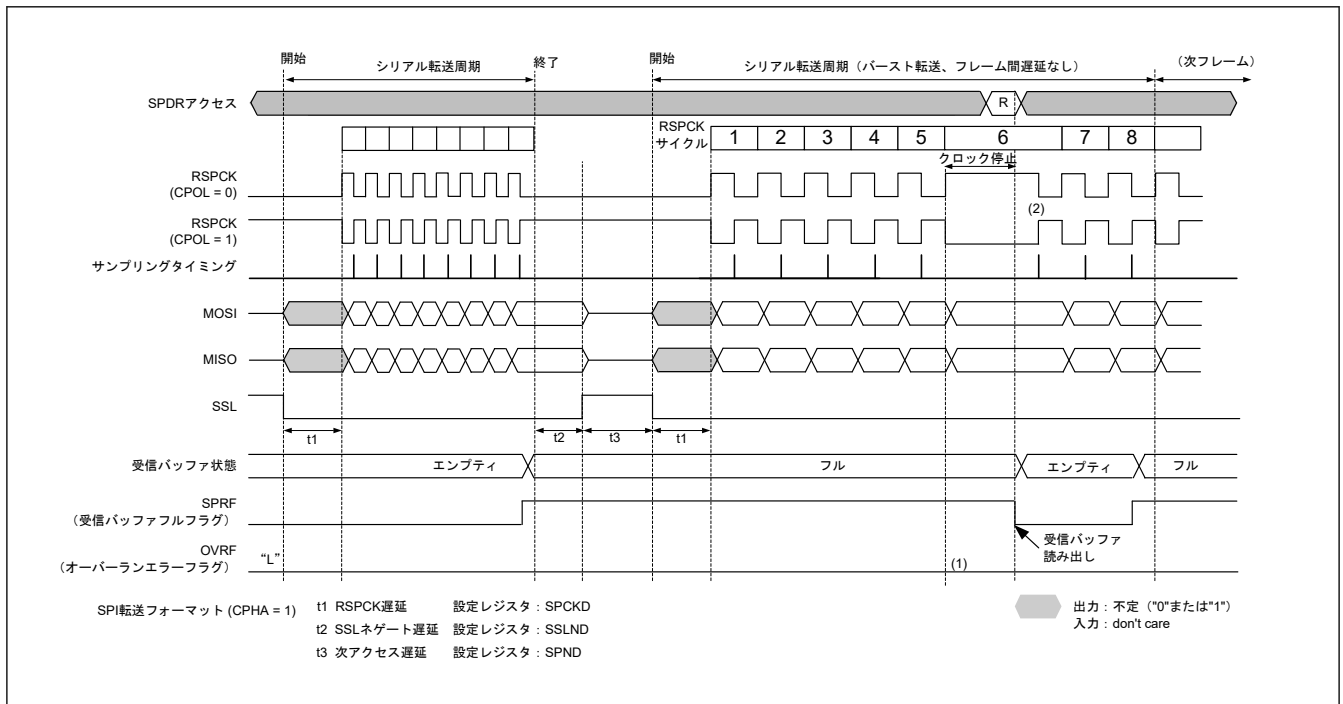 開始
シリアル転送周期
終了
開始
シリアル転送周期（バースト転送、フレーム間遅延なし）
（次フレーム）
SPDRアクセス
R
RSPCK
サイクル
1 2 3 4 5 6 7 8
クロック停止
RSPCK
(CPOL = 0)
(2)
RSPCK
(CPOL = 1)
サンプリングタイミング
MOSI
MISO
SSL
t1
t2
t3
t1
受信バッファ状態
エンプティ
フル
エンプティ
フル
SPRF
（受信バッファフルフラグ）
受信バッファ
読み出し
OVRF
（オーバーランエラーフラグ）
“L”
(1)
SPI転送フォーマット (CPHA = 1)
t1 RSPCK遅延 設定レジスタ：SPCKD
t2 SSLネゲート遅延 設定レジスタ：SSLND
t3 次アクセス遅延 設定レジスタ：SPND
出力：不定（"0"または"1"）
入力：don't care